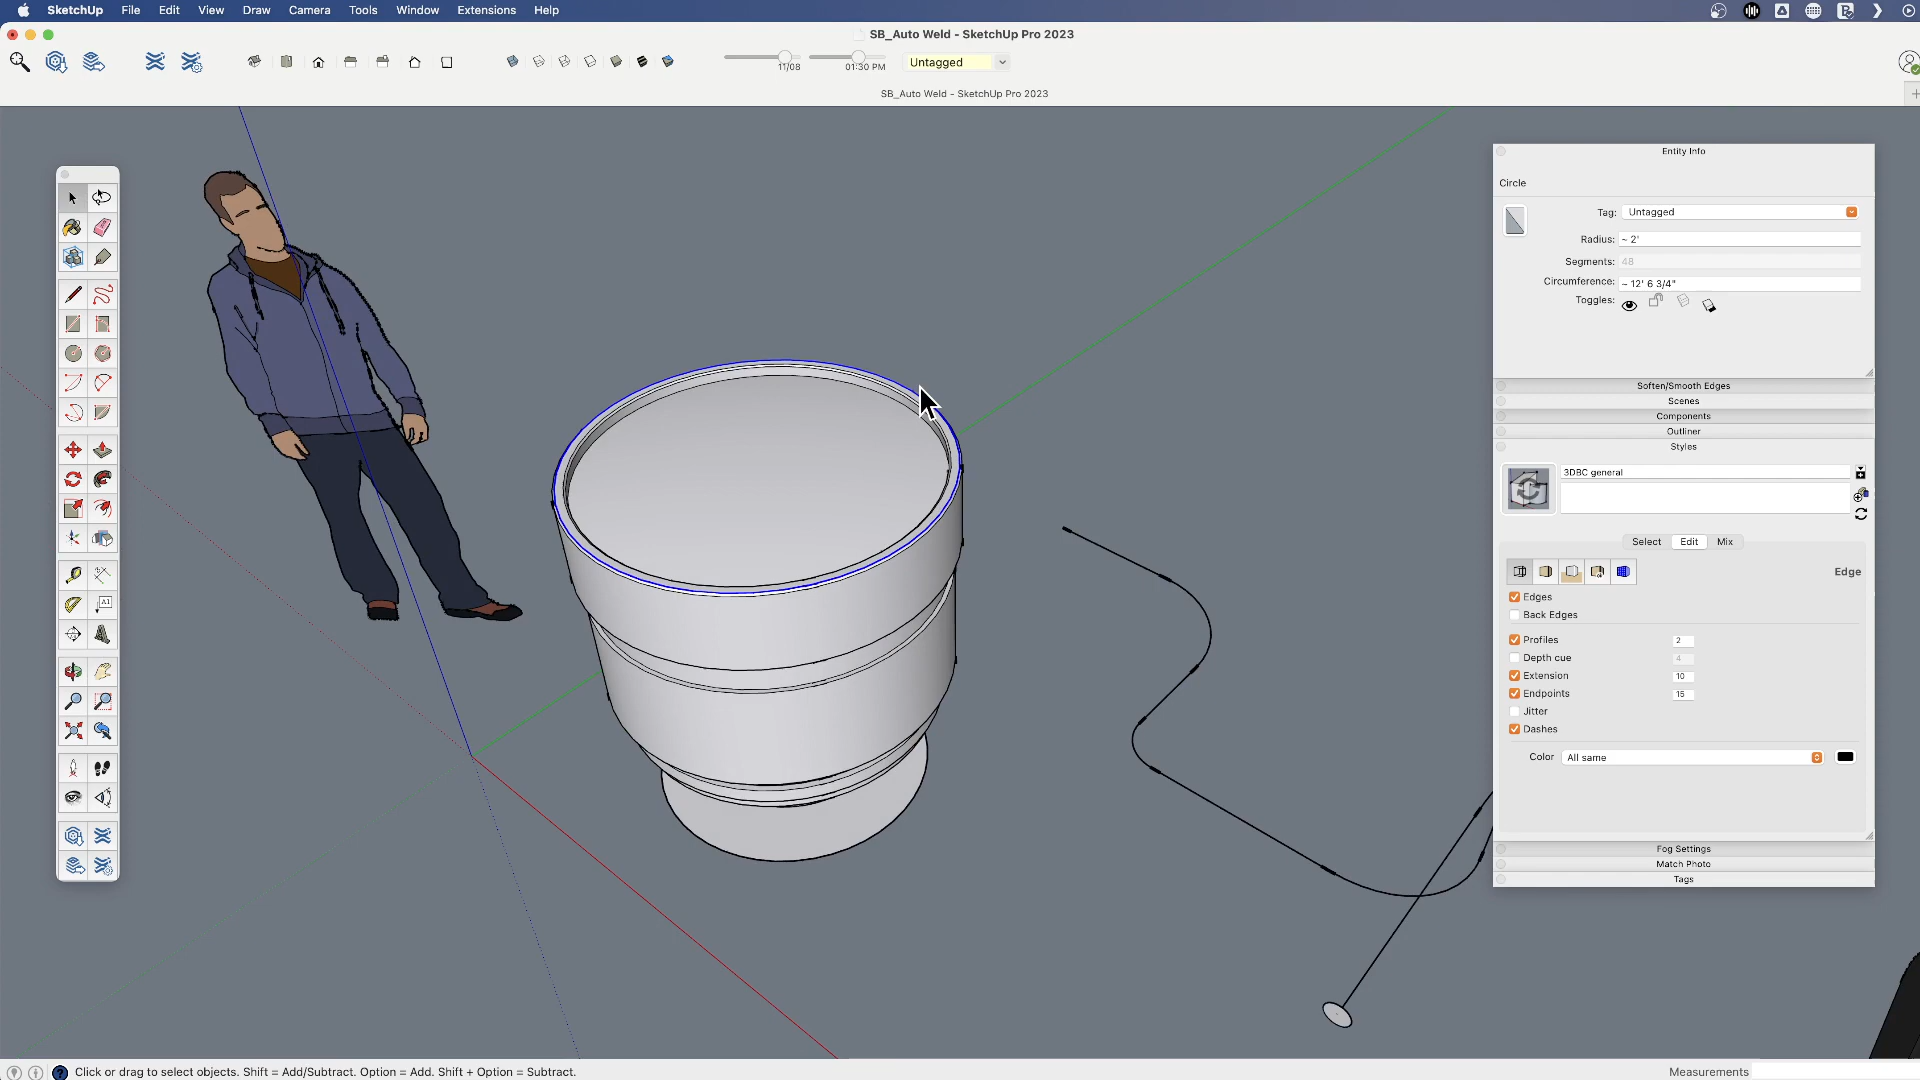 SketchUp File Edit View Draw Camera Tools Window Extensions Help
SB_Auto Weld - SketchUp Pro 2023
11/08
01:30 PM
Untagged
SB_Auto Weld - SketchUp Pro 2023
Entity Info
Circle
Tag: Untagged
Radius: ~ 2'
Segments: 48
Circumference: ~ 12' 6 3/4"
Toggles:
Soften/Smooth Edges
Scenes
Components
Outliner
Styles
3DBC general
Select Edit Mix
Edge
Edges
Back Edges
Profiles 2
Depth cue 4
Extension 10
Endpoints 15
Jitter
Dashes
Color All same
Fog Settings
Match Photo
Tags
Click or drag to select objects. Shift = Add/Subtract. Option = Add. Shift + Option = Subtract.
Measurements